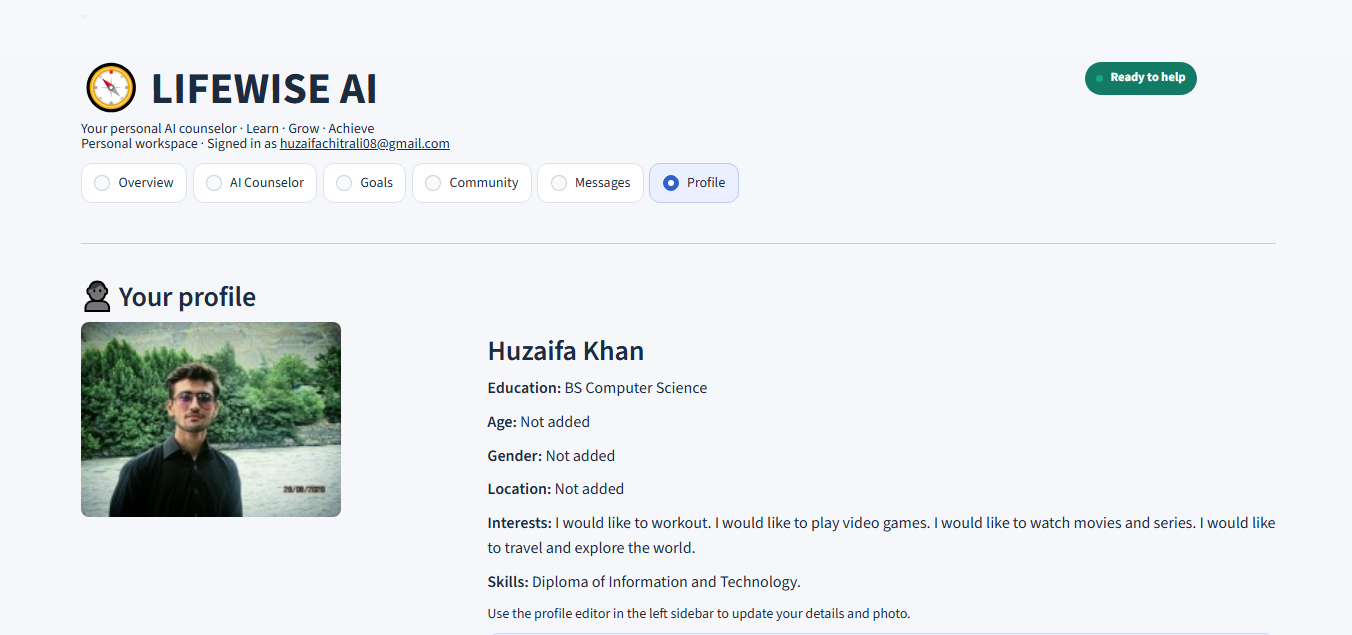 LIFEWISE AI
Ready to help
Your personal AI counselor · Learn · Grow · Achieve
Personal workspace · Signed in as huzaifachitrali08@gmail.com
Overview
AI Counselor
Goals
Community
Messages
Profile
Your profile
Huzaifa Khan
Education: BS Computer Science
Age: Not added
Gender: Not added
Location: Not added
Interests: I would like to workout. I would like to play video games. I would like to watch movies and series. I would like
to travel and explore the world.
Skills: Diploma of Information and Technology.
Use the profile editor in the left sidebar to update your details and photo.